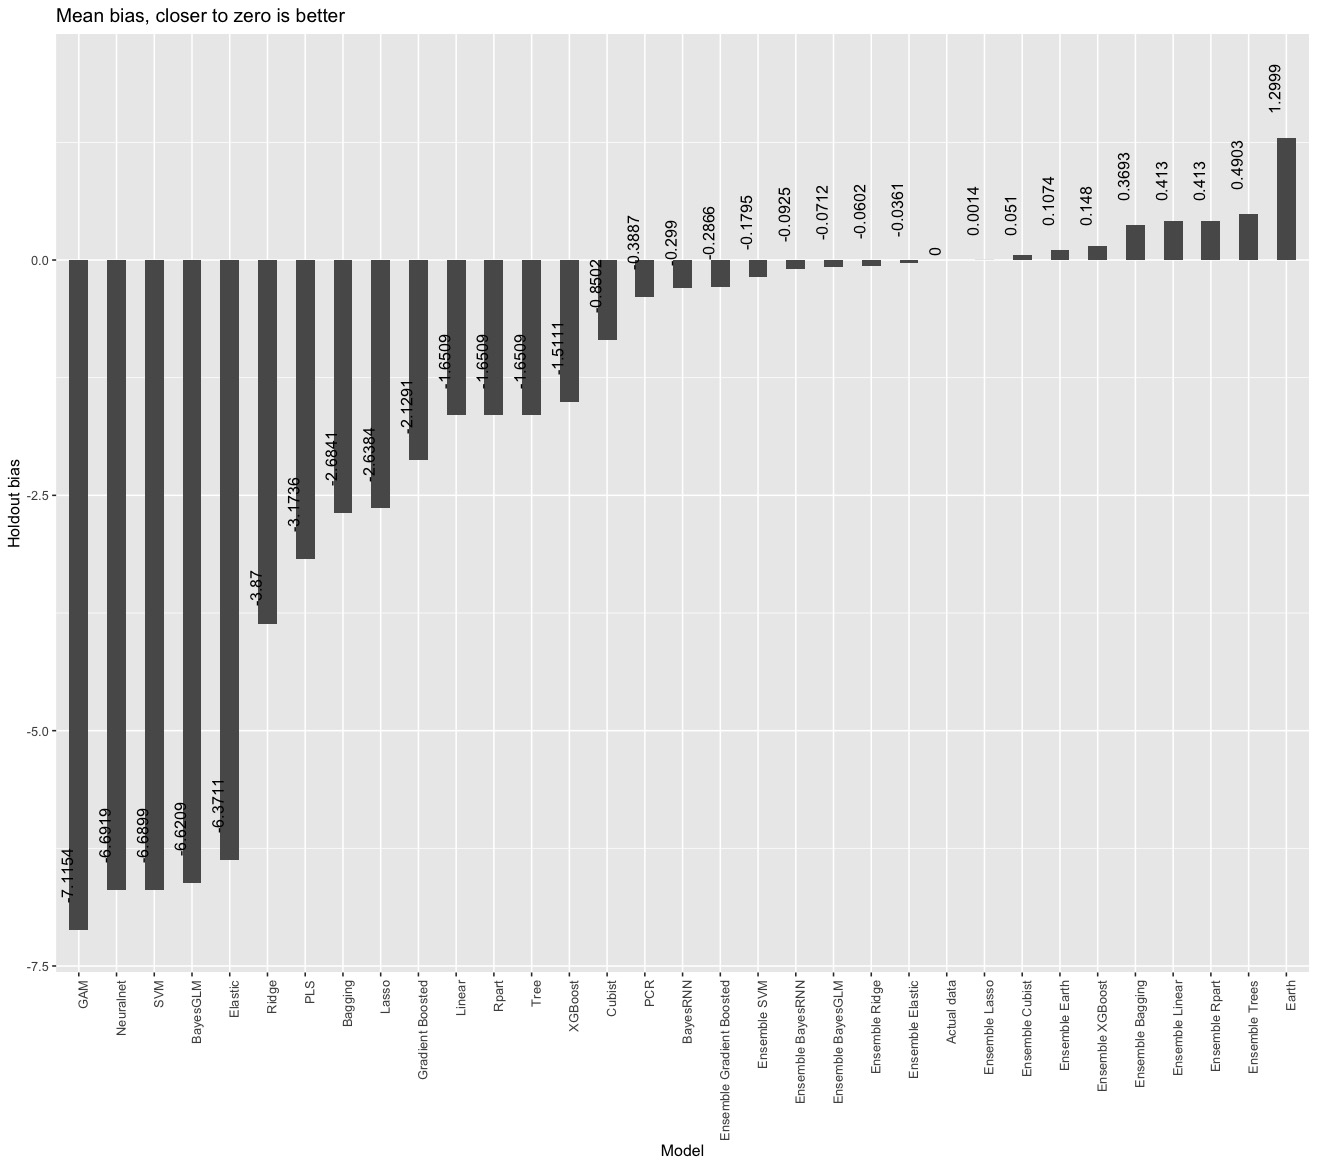 Mean bias, closer to zero is better
Holdout bias
0.0
-2.5
-5.0
-7.5
-7.1154
-6.6919
-6.6899
-6.6209
-6.3711
-3.87
-3.1736
-2.6841
-2.6384
-2.1291
-1.6509
-1.6509
-1.6509
-1.5111
-0.8502
-0.3887
-0.299
-0.2866
-0.1795
-0.0925
-0.0712
-0.0602
-0.0361
0
0.0014
0.051
0.1074
0.148
0.3693
0.413
0.413
0.4903
1.2999
GAM
Neuralnet
SVM
BayesGLM
Elastic
Ridge
PLS
Bagging
Lasso
Gradient Boosted
Linear
Rpart
Tree
XGBoost
Cubist
PCR
BayesRNN
Ensemble Gradient Boosted
Ensemble SVM
Ensemble BayesRNN
Ensemble BayesGLM
Ensemble Ridge
Ensemble Elastic
Actual data
Ensemble Lasso
Ensemble Cubist
Ensemble Earth
Ensemble XGBoost
Ensemble Bagging
Ensemble Linear
Ensemble Rpart
Ensemble Trees
Earth
Model